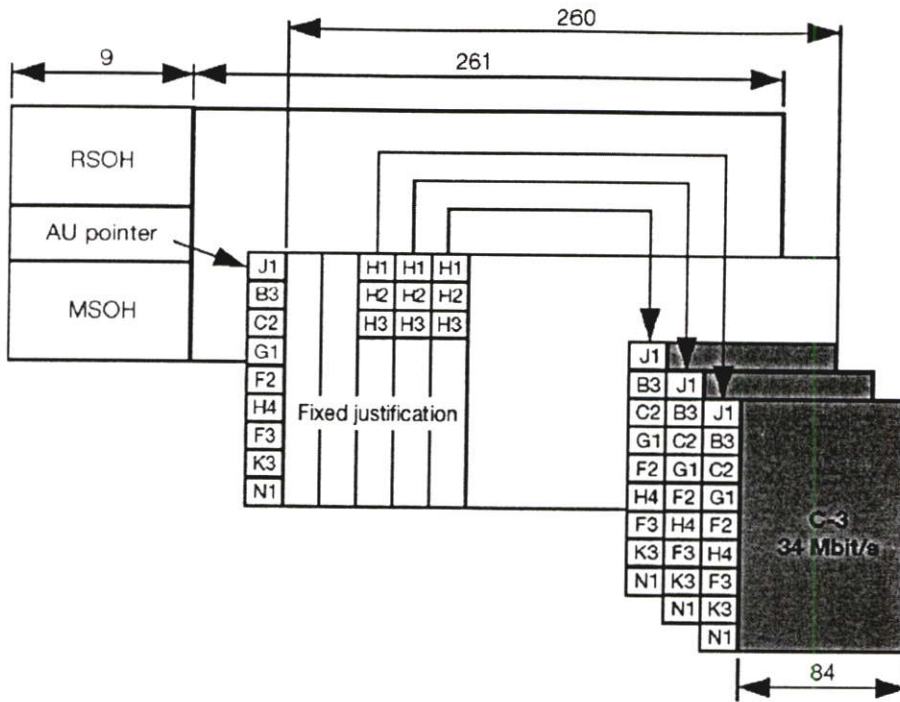 260
9
261
RSOH
AU pointer
MSOH
J1
B3
C2
G1
F2
H4
F3
K3
N1
H1 H1 H1
H2 H2 H2
H3 H3 H3
Fixed justification
J1
B3 J1
C2 B3 J1
G1 C2 B3
F2 G1 C2
H4 F2 G1
F3 H4 F2
K3 F3 H4
N1 K3 F3
N1 K3
N1
C-3
34 Mbit/s
84